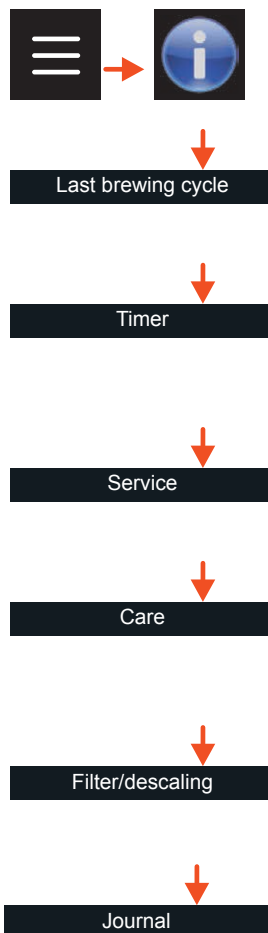 Last brewing cycle
Timer
Service
Care
Filter/descaling
Journal